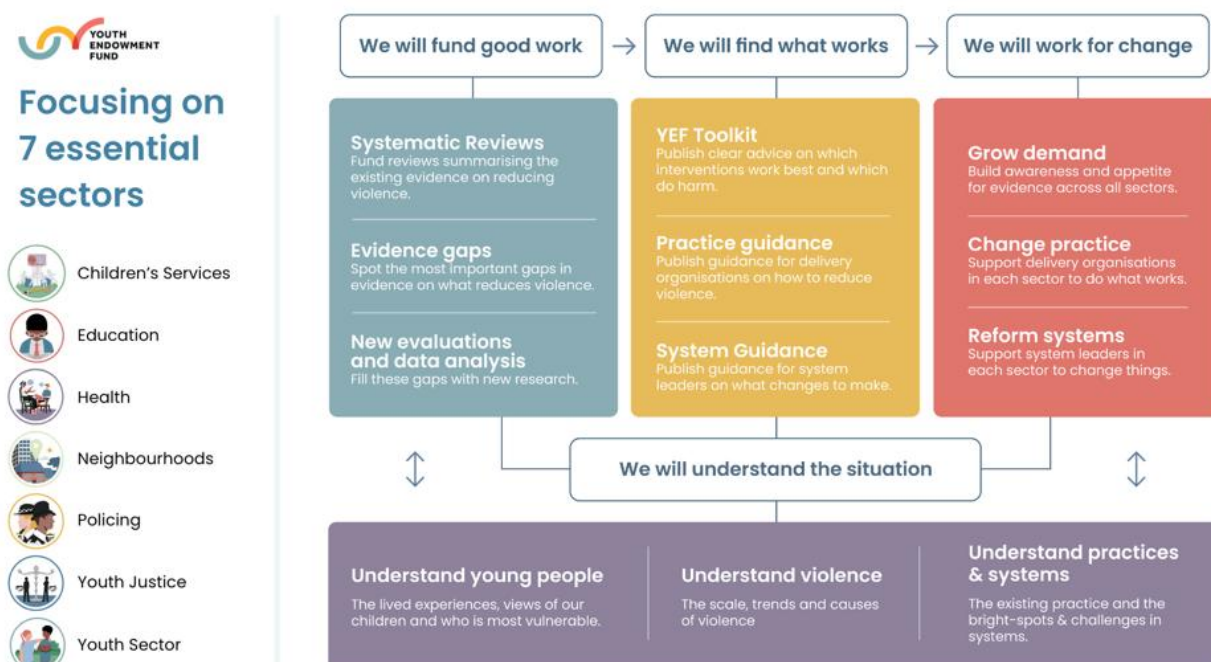 YOUTH
ENDOWMENT
FUND
Focusing on
7 essential
sectors
Children's Services
Education
Health
Neighbourhoods
Policing
Youth Justice
Youth Sector
We will fund good work
We will find what works
We will work for change
Systematic Reviews
Fund reviews summarising the
existing evidence on reducing
violence.
Evidence gaps
Spot the most important gaps in
evidence on what reduces violence.
New evaluations
and data analysis
Fill these gaps with new research.
YEF Toolkit
Publish clear advice on which
interventions work best and which
do harm.
Practice guidance
Publish guidance for delivery
organisations on how to reduce
violence.
System Guidance
Publish guidance for system
leaders on what changes to make.
Grow demand
Build awareness and appetite
for evidence across all sectors.
Change practice
Support delivery organisations
in each sector to do what works.
Reform systems
Support system leaders in
each sector to change things.
We will understand the situation
Understand young people
The lived experiences, views of our
children and who is most vulnerable.
Understand violence
The scale, trends and causes
of violence
Understand practices
& systems
The existing practice and the
bright-spots & challenges in
systems.